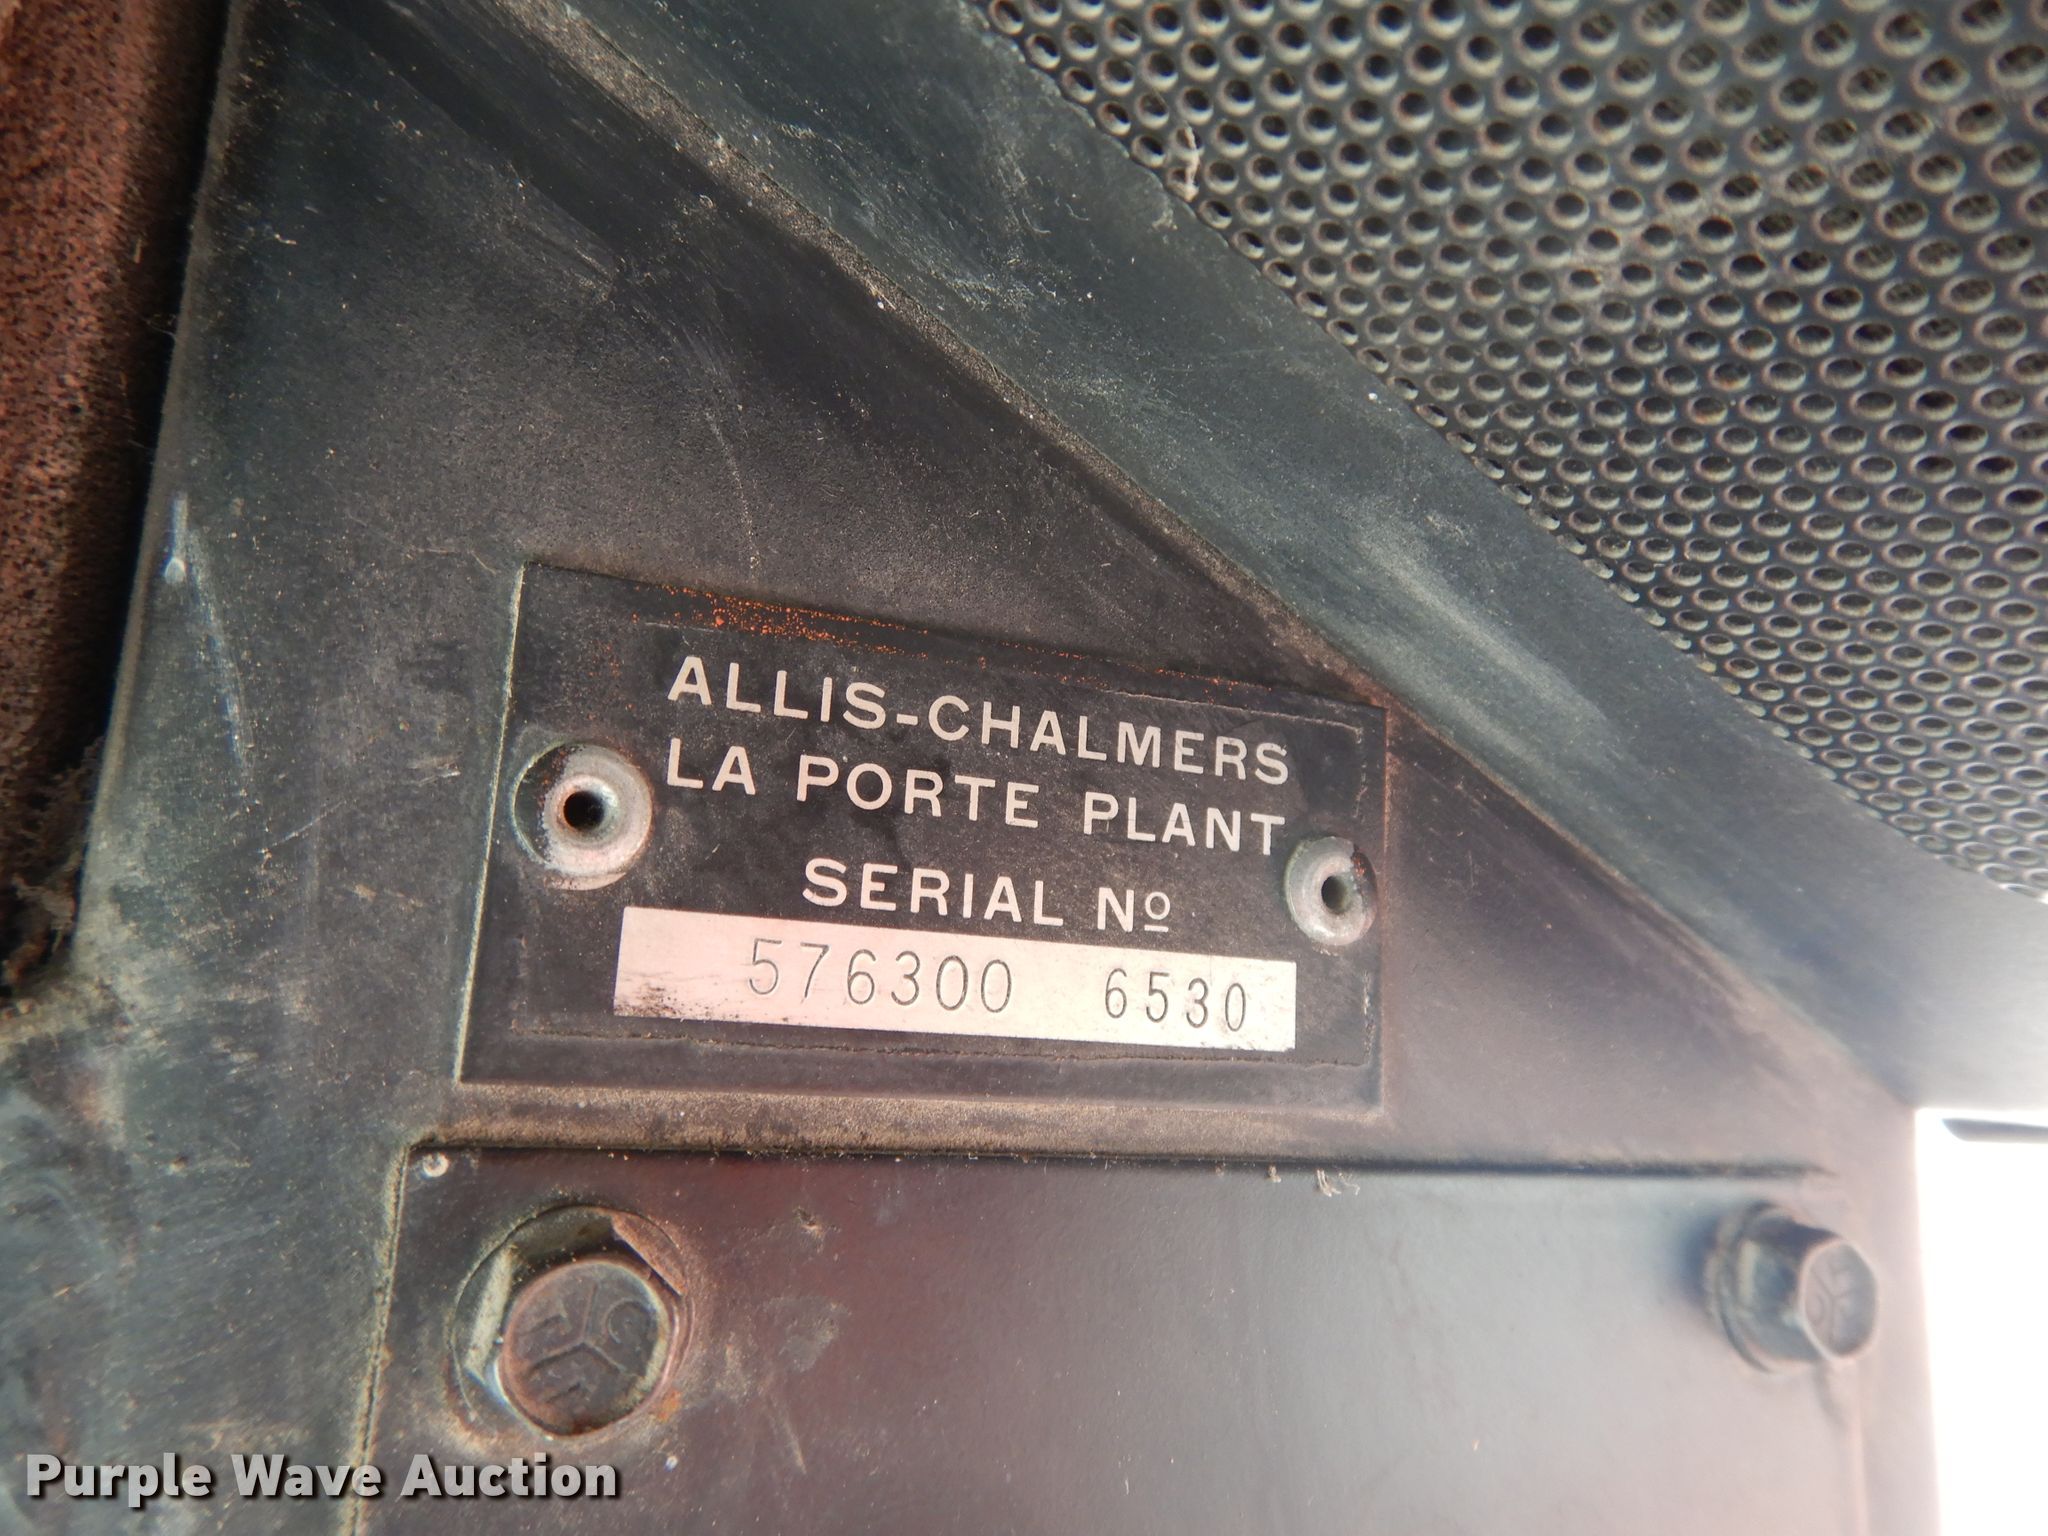 ALLIS-CHALMERS
LA PORTE PLANT
SERIAL Nº
576300 6530
Purple Wave Auction